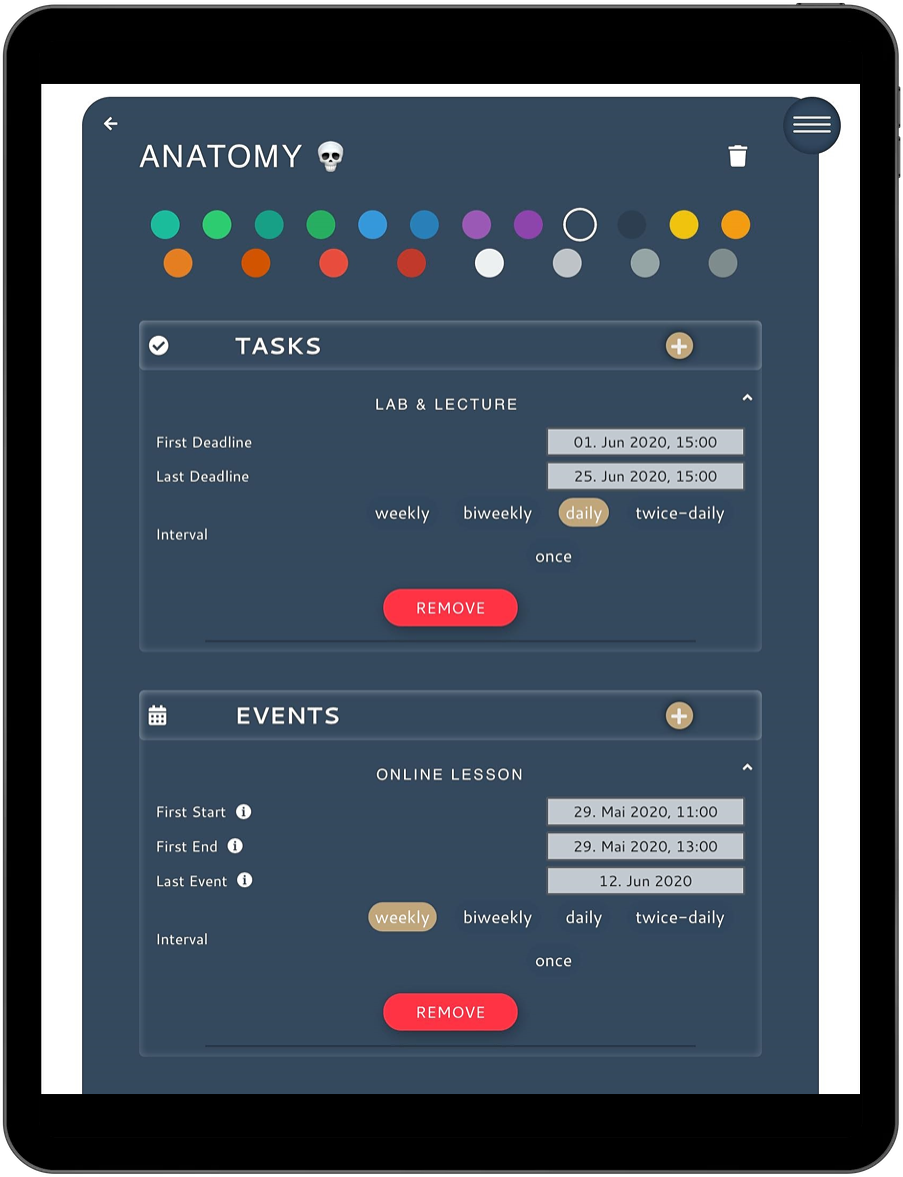 ANATOMY 💀
TASKS
LAB & LECTURE
First Deadline 01. Jun 2020, 15:00
Last Deadline 25. Jun 2020, 15:00
weekly biweekly daily twice-daily
Interval
once
REMOVE
EVENTS
ONLINE LESSON
First Start 29. Mai 2020, 11:00
First End 29. Mai 2020, 13:00
Last Event 12. Jun 2020
weekly biweekly daily twice-daily
Interval
once
REMOVE